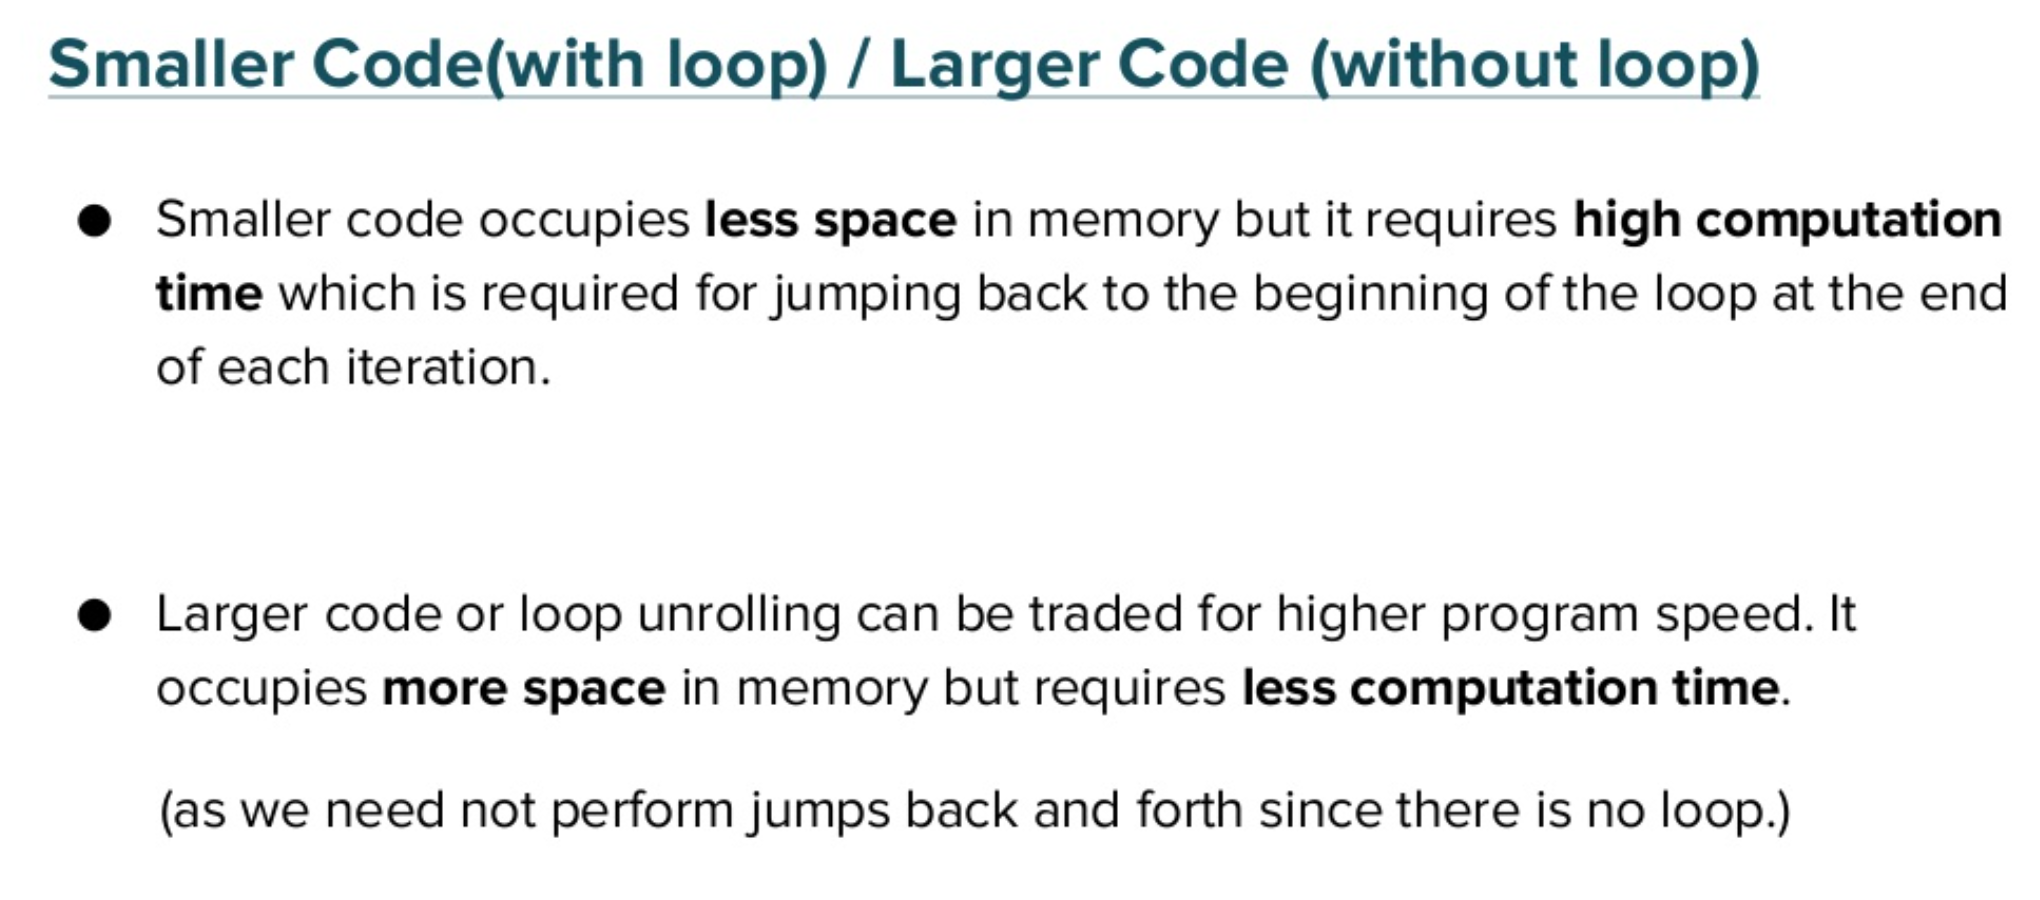 Smaller Code(with loop) / Larger Code (without loop)
● Smaller code occupies less space in memory but it requires high computation
time which is required for jumping back to the beginning of the loop at the end
of each iteration.
● Larger code or loop unrolling can be traded for higher program speed. It
occupies more space in memory but requires less computation time.
(as we need not perform jumps back and forth since there is no loop.)